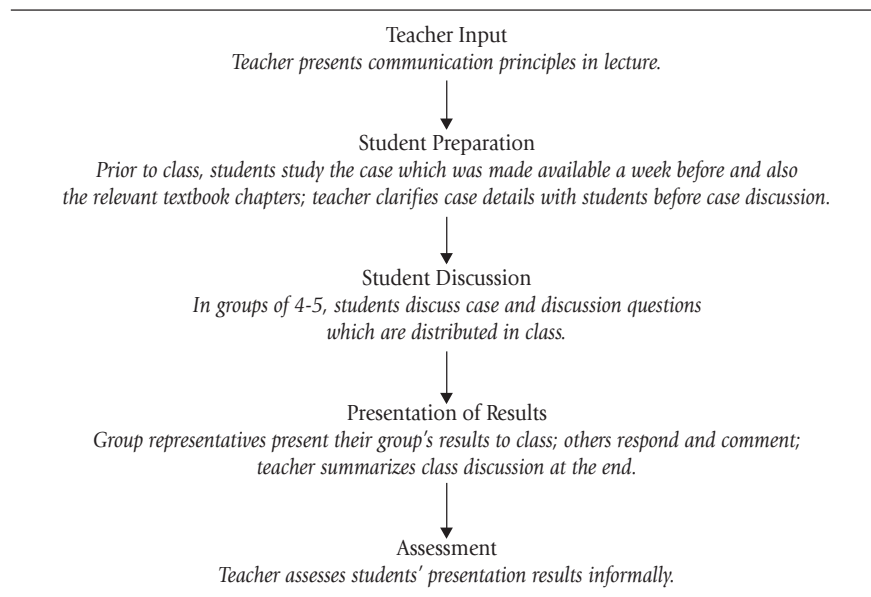 Teacher Input
Teacher presents communication principles in lecture.
Student Preparation
Prior to class, students study the case which was made available a week before and also
the relevant textbook chapters; teacher clarifies case details with students before case discussion.
Student Discussion
In groups of 4-5, students discuss case and discussion questions
which are distributed in class.
Presentation of Results
Group representatives present their group's results to class; others respond and comment;
teacher summarizes class discussion at the end.
Assessment
Teacher assesses students' presentation results informally.